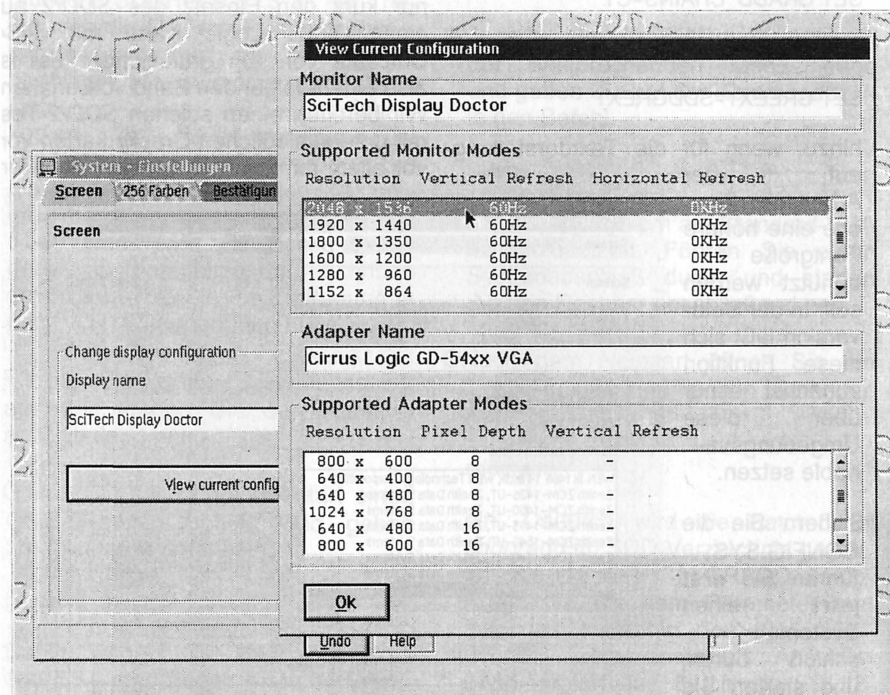 View Current Configuration
Monitor Name
SciTech Display Doctor
Supported Monitor Modes
Resolution Vertical Refresh Horizontal Refresh
2048 x 1536 60Hz 0KHz
1920 x 1440 60Hz 0KHz
1800 x 1350 60Hz 0KHz
1600 x 1200 60Hz 0KHz
1280 x 960 60Hz 0KHz
1152 x 864 60Hz 0KHz
Adapter Name
Cirrus Logic GD-54xx VGA
Supported Adapter Modes
Resolution Pixel Depth Vertical Refresh
800 x 600 8 -
640 x 400 8 -
640 x 480 8 -
1024 x 768 8 -
640 x 480 16 -
800 x 600 16 -
Ok
System - Einstellungen
Screen 256 Farben Bestätigun
Screen
Change display configuration
Display name
SciTech Display Doctor
View current config
Undo Help